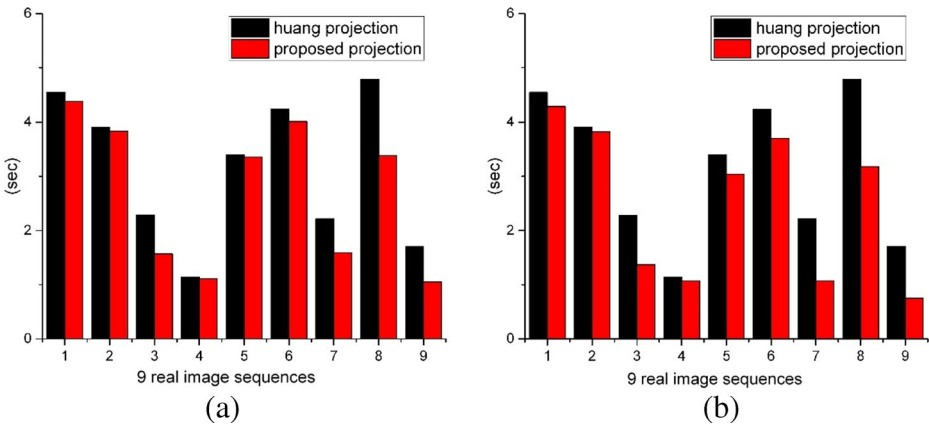 6
huang projection
proposed projection
4
(sec)
2
0
1 2 3 4 5 6 7 8 9
9 real image sequences
(a)
6
huang projection
proposed projection
4
(sec)
2
0
1 2 3 4 5 6 7 8 9
9 real image sequences
(b)